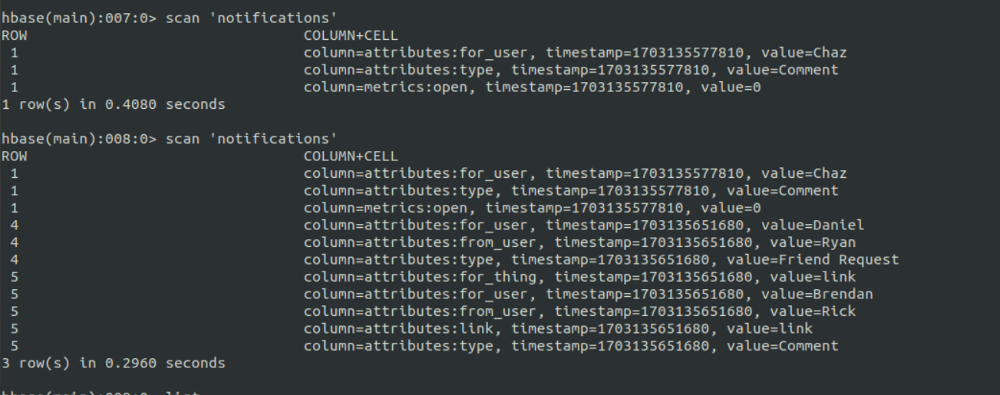 hbase(main):007:0> scan 'notifications'
ROW COLUMN+CELL
1 column=attributes:for_user, timestamp=1703135577810, value=Chaz
1 column=attributes:type, timestamp=1703135577810, value=Comment
1 column=metrics:open, timestamp=1703135577810, value=0
1 row(s) in 0.4080 seconds
hbase(main):008:0> scan 'notifications'
ROW COLUMN+CELL
1 column=attributes:for_user, timestamp=1703135577810, value=Chaz
1 column=attributes:type, timestamp=1703135577810, value=Comment
1 column=metrics:open, timestamp=1703135577810, value=0
4 column=attributes:for_user, timestamp=1703135651680, value=Daniel
4 column=attributes:from_user, timestamp=1703135651680, value=Ryan
4 column=attributes:type, timestamp=1703135651680, value=Friend Request
5 column=attributes:for_thing, timestamp=1703135651680, value=link
5 column=attributes:for_user, timestamp=1703135651680, value=Brendan
5 column=attributes:from_user, timestamp=1703135651680, value=Rick
5 column=attributes:link, timestamp=1703135651680, value=link
5 column=attributes:type, timestamp=1703135651680, value=Comment
3 row(s) in 0.2960 seconds